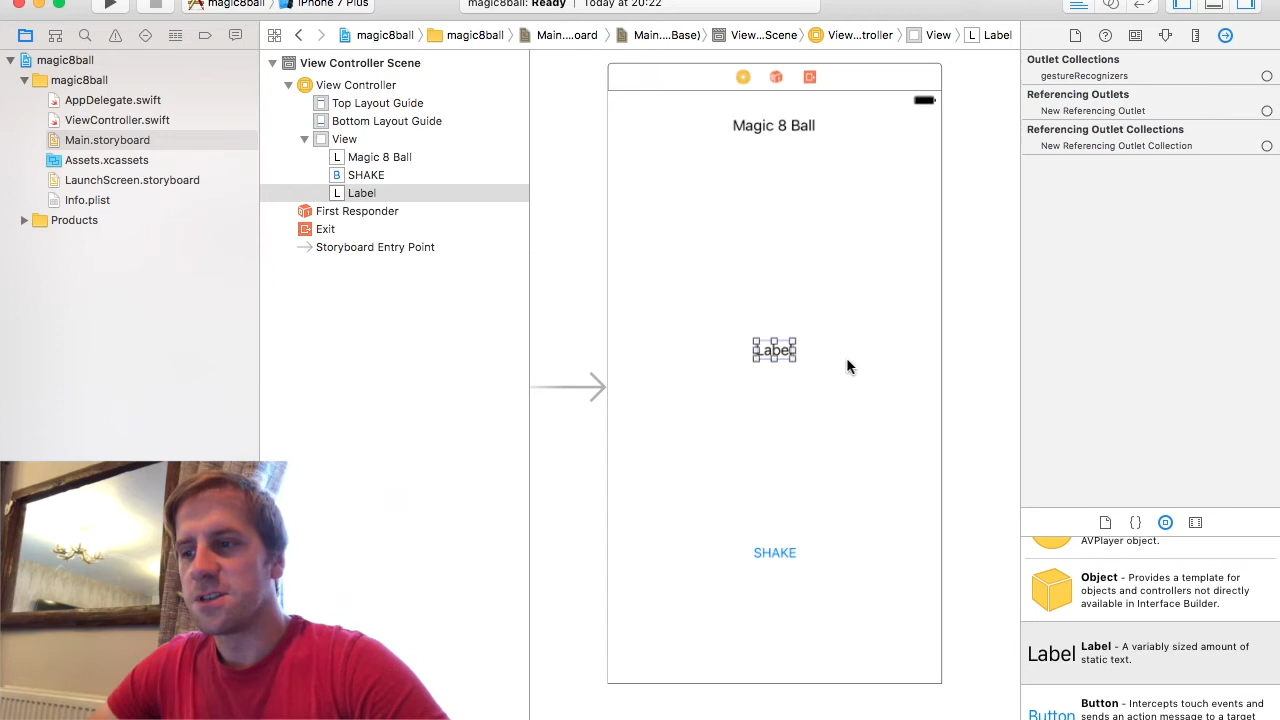 magic8ball
iPhone 7 Plus
magic8ball: Ready | Today at 20:22
magic8ball
magic8ball
Main....oard
Main....Base)
View...Scene
View...troller
View
L Label
magic8ball
magic8ball
AppDelegate.swift
ViewController.swift
Main.storyboard
Assets.xcassets
LaunchScreen.storyboard
Info.plist
Products
View Controller Scene
View Controller
Top Layout Guide
Bottom Layout Guide
View
L Magic 8 Ball
B SHAKE
L Label
First Responder
Exit
Storyboard Entry Point
Magic 8 Ball
Label
SHAKE
Outlet Collections
gestureRecognizers
Referencing Outlets
New Referencing Outlet
Referencing Outlet Collections
New Referencing Outlet Collection
AVPlayer object.
Object - Provides a template for
objects and controllers not directly
available in Interface Builder.
Label
Label - A variably sized amount of
static text.
Button
Button - Intercepts touch events and
sends an action message to a target